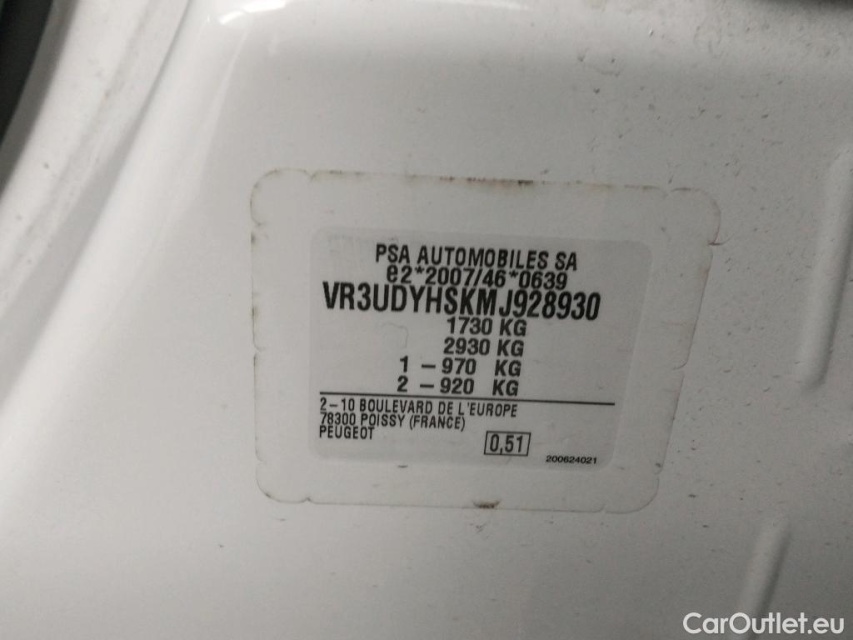 PSA AUTOMOBILES SA
e2*2007/46*0639
VR3UDYHSKMJ928930
1730 KG
2930 KG
1 – 970 KG
2 – 920 KG
2–10 BOULEVARD DE L'EUROPE
78300 POISSY (FRANCE)
PEUGEOT
0,51
200624021
CarOutlet.eu